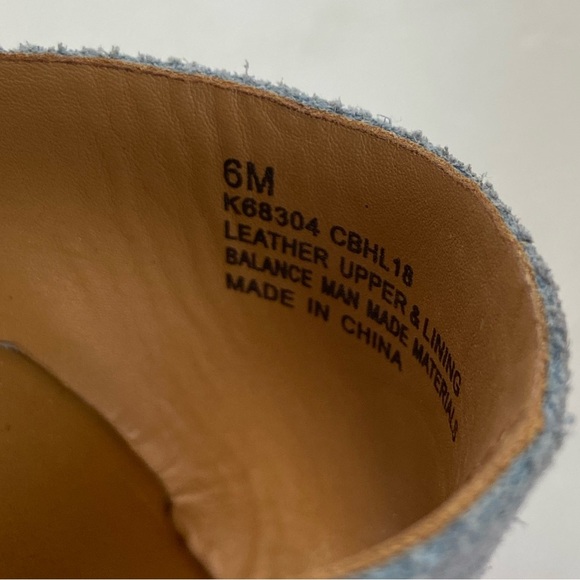 6M
K68304 CBHL18
LEATHER UPPER & LINING
BALANCE MAN MADE MATERIALS
MADE IN CHINA